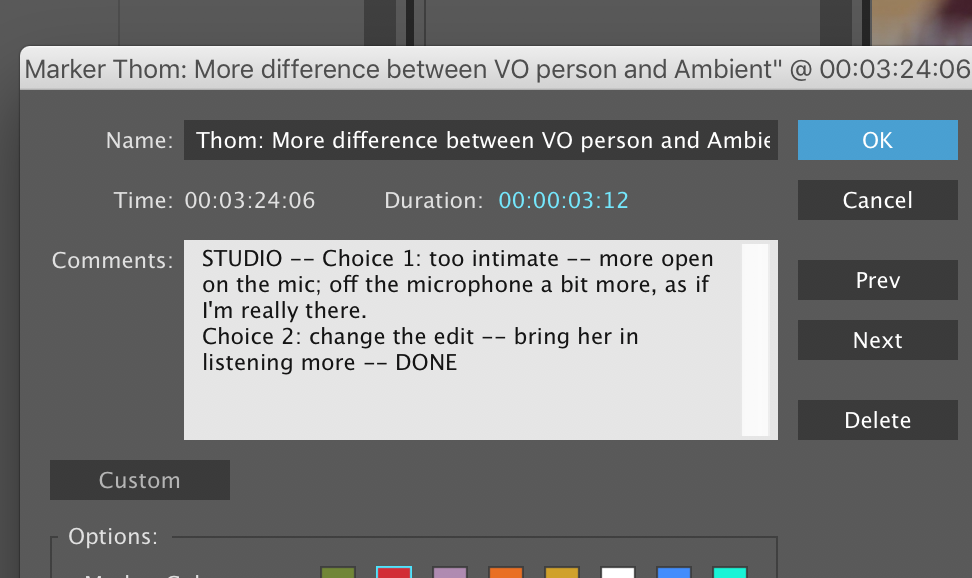 Marker Thom: More difference between VO person and Ambient" @ 00:03:24:06
Name: Thom: More difference between VO person and Ambie
OK
Time: 00:03:24:06 Duration: 00:00:03:12
Cancel
Comments: STUDIO -- Choice 1: too intimate -- more open
on the mic; off the microphone a bit more, as if
I'm really there.
Choice 2: change the edit -- bring her in
listening more -- DONE
Prev
Next
Delete
Custom
Options: